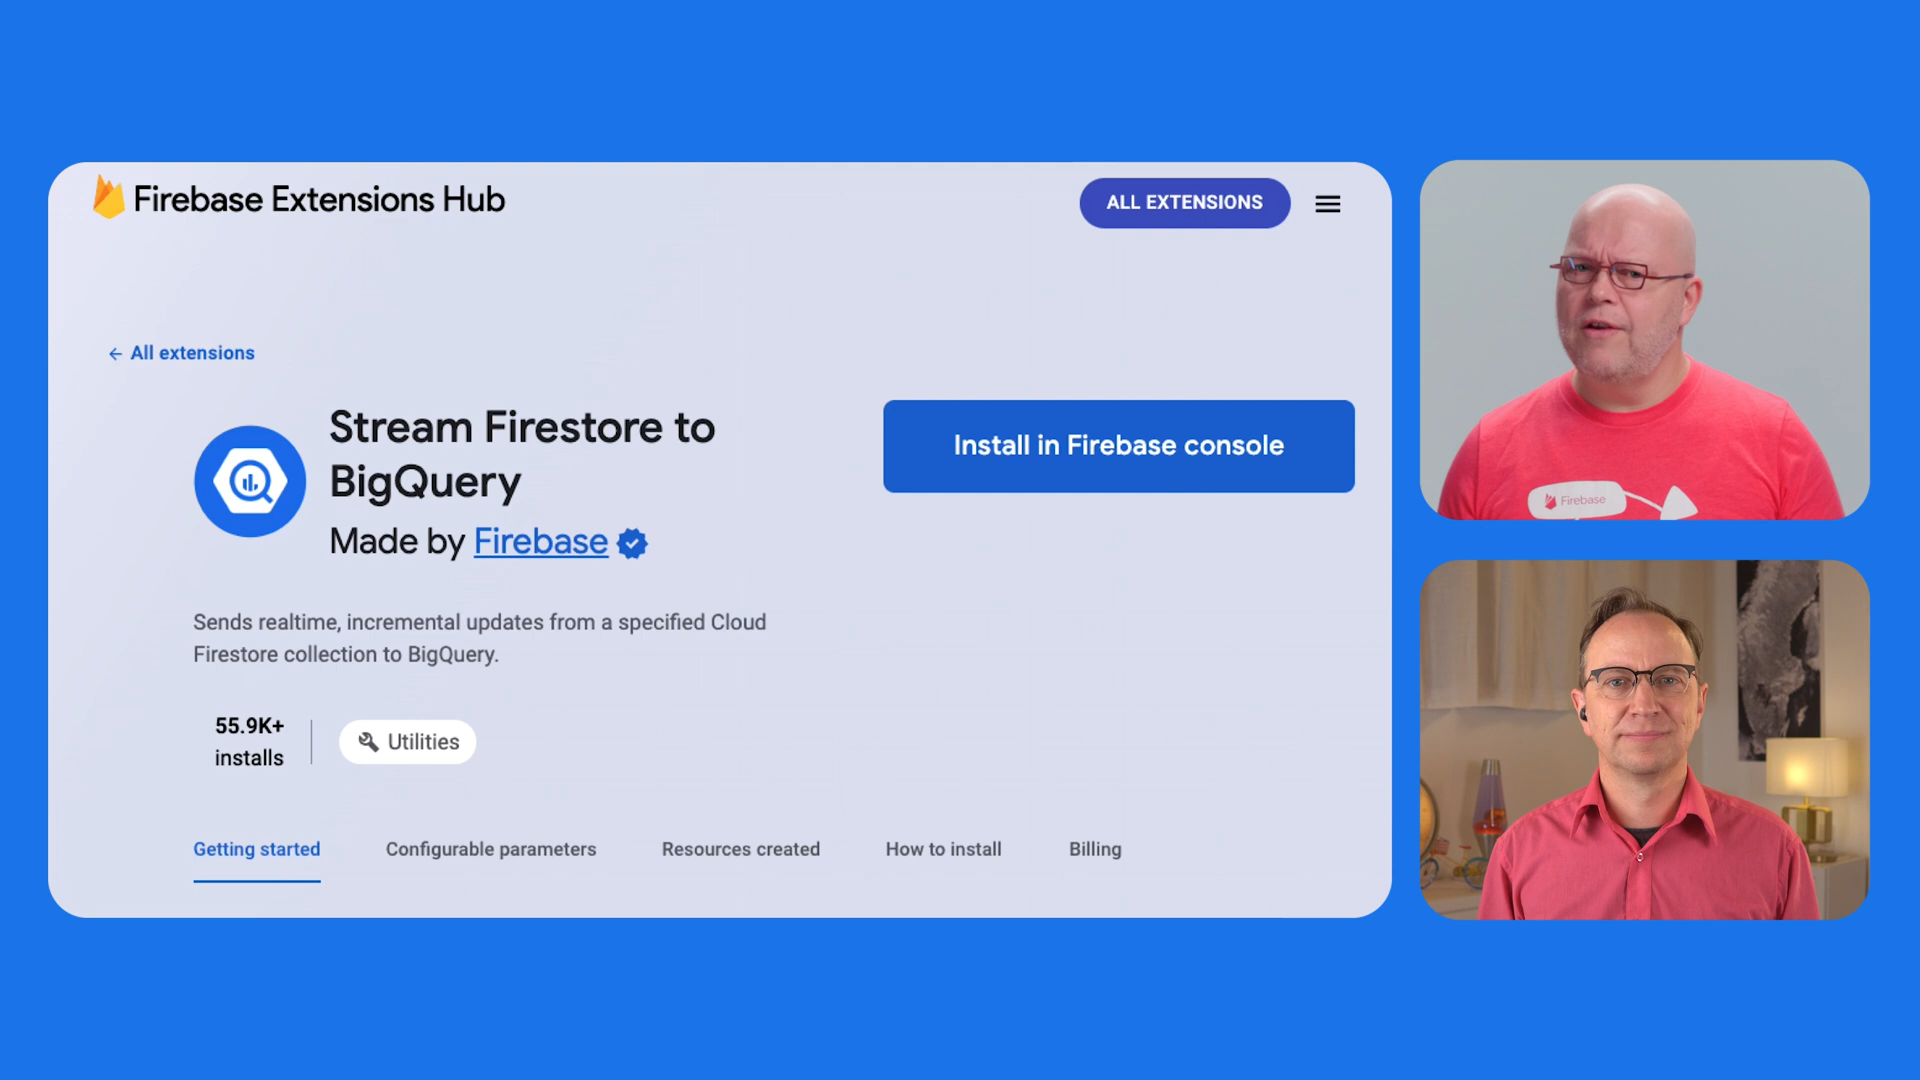 Firebase Extensions Hub
ALL EXTENSIONS
← All extensions
Stream Firestore to
BigQuery
Made by Firebase
Install in Firebase console
Sends realtime, incremental updates from a specified Cloud
Firestore collection to BigQuery.
55.9K+
installs
Utilities
Getting started
Configurable parameters
Resources created
How to install
Billing
Firebase